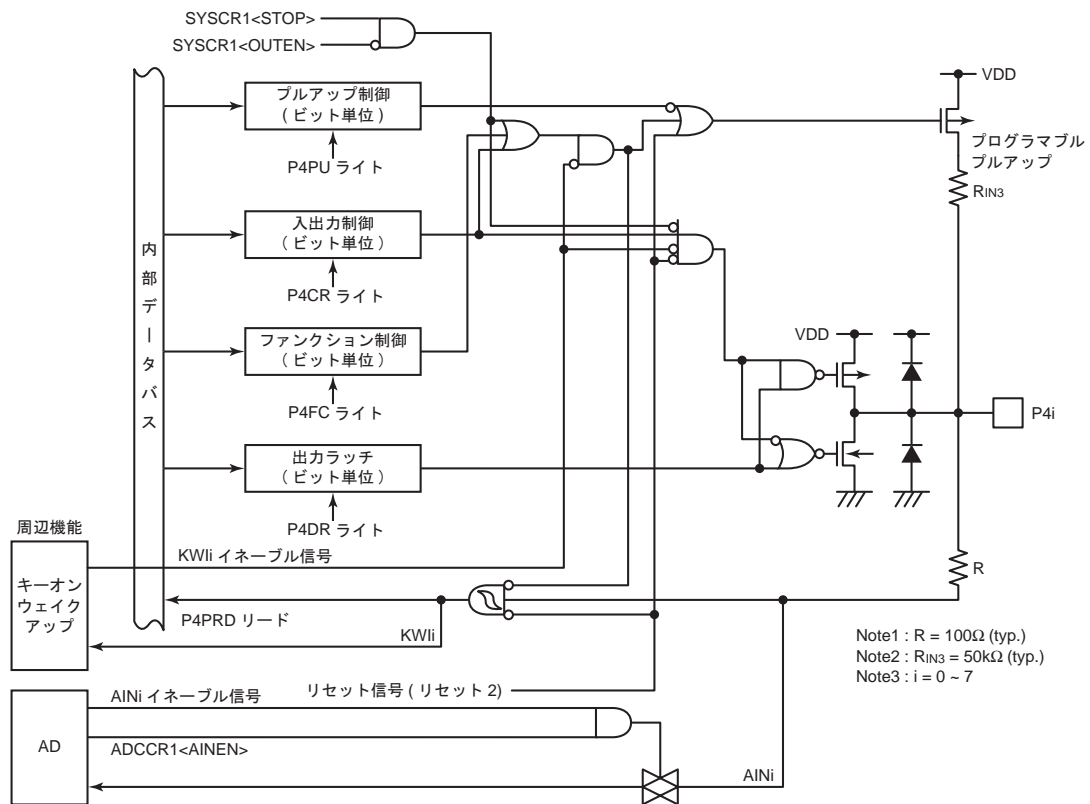 SYSCR1<STOP>
SYSCR1<OUTEN>
プルアップ制御
( ビット単位 )
P4PU ライト
VDD
プログラマブル
プルアップ
RIN3
入出力制御
( ビット単位 )
P4CR ライト
内部データバス
ファンクション制御
( ビット単位 )
P4FC ライト
VDD
P4i
出力ラッチ
( ビット単位 )
P4DR ライト
周辺機能
キーオン
ウェイク
アップ
KWIi イネーブル信号
P4PRD リード
KWIi
R
Note1 : R = 100Ω (typ.)
Note2 : RIN3 = 50kΩ (typ.)
Note3 : i = 0 ~ 7
リセット信号 ( リセット 2)
AINi イネーブル信号
AD
ADCCR1<AINEN>
AINi